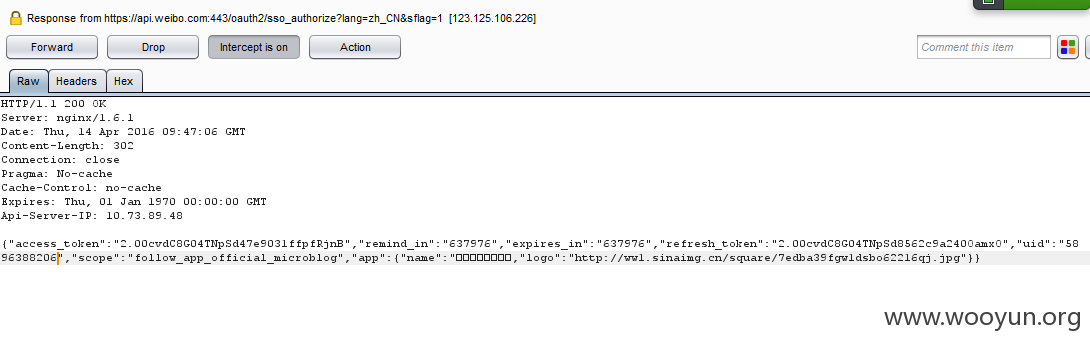 Response from https://api.weibo.com:443/oauth2/sso_authorize?lang=zh_CN&sflag=1 [123.125.106.226]
Forward Drop Intercept is on Action Comment this item
Raw Headers Hex
HTTP/1.1 200 OK
Server: nginx/1.6.1
Date: Thu, 14 Apr 2016 09:47:06 GMT
Content-Length: 302
Connection: close
Pragma: No-cache
Cache-Control: no-cache
Expires: Thu, 01 Jan 1970 00:00:00 GMT
Api-Server-IP: 10.73.89.48
{"access_token":"2.00cvdC8G04TNpSd47e9031ffpfRjnB","remind_in":"637976","expires_in":"637976","refresh_token":"2.00cvdC8G04TNpSd8562c9a2400amx0","uid":"58
96388206","scope":"follow_app_official_microblog","app":{"name":"□□□□□□□□,"logo":"http://ww1.sinaimg.cn/square/7edba39fgw1dsbo62216qj.jpg"}}
www.wooyun.org